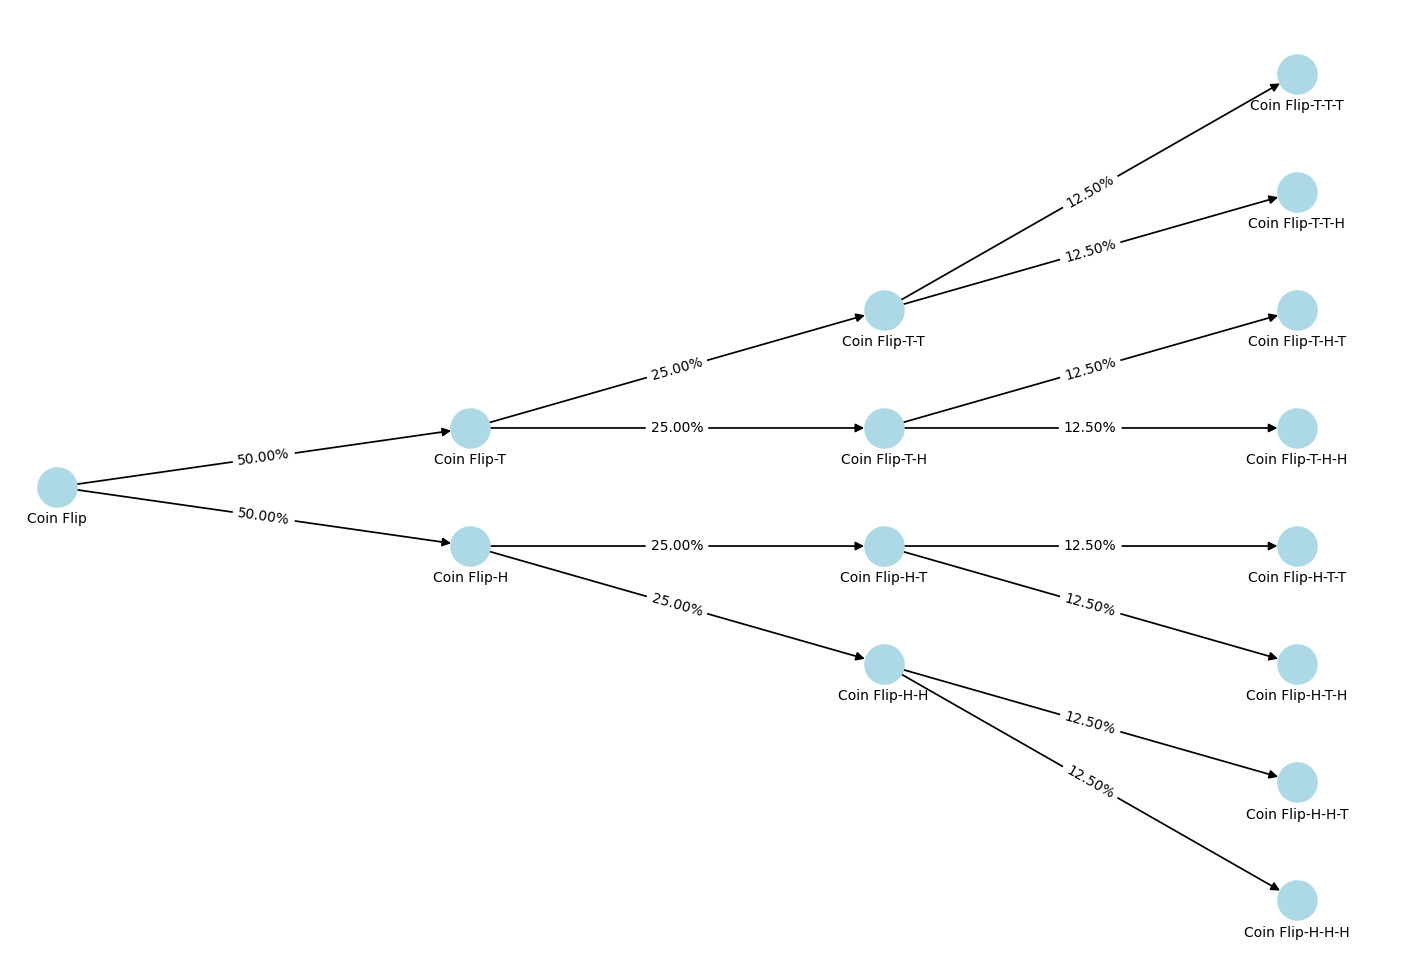 Coin Flip-T-T-T
12.50%
Coin Flip-T-T-H
12.50%
Coin Flip-T-T
Coin Flip-T-H-T
25.00%
12.50%
50.00%
Coin Flip-T
25.00%
Coin Flip-T-H
12.50%
Coin Flip-T-H-H
Coin Flip
50.00%
Coin Flip-H
25.00%
Coin Flip-H-T
12.50%
Coin Flip-H-T-T
25.00%
12.50%
Coin Flip-H-H
Coin Flip-H-T-H
12.50%
12.50%
Coin Flip-H-H-T
Coin Flip-H-H-H